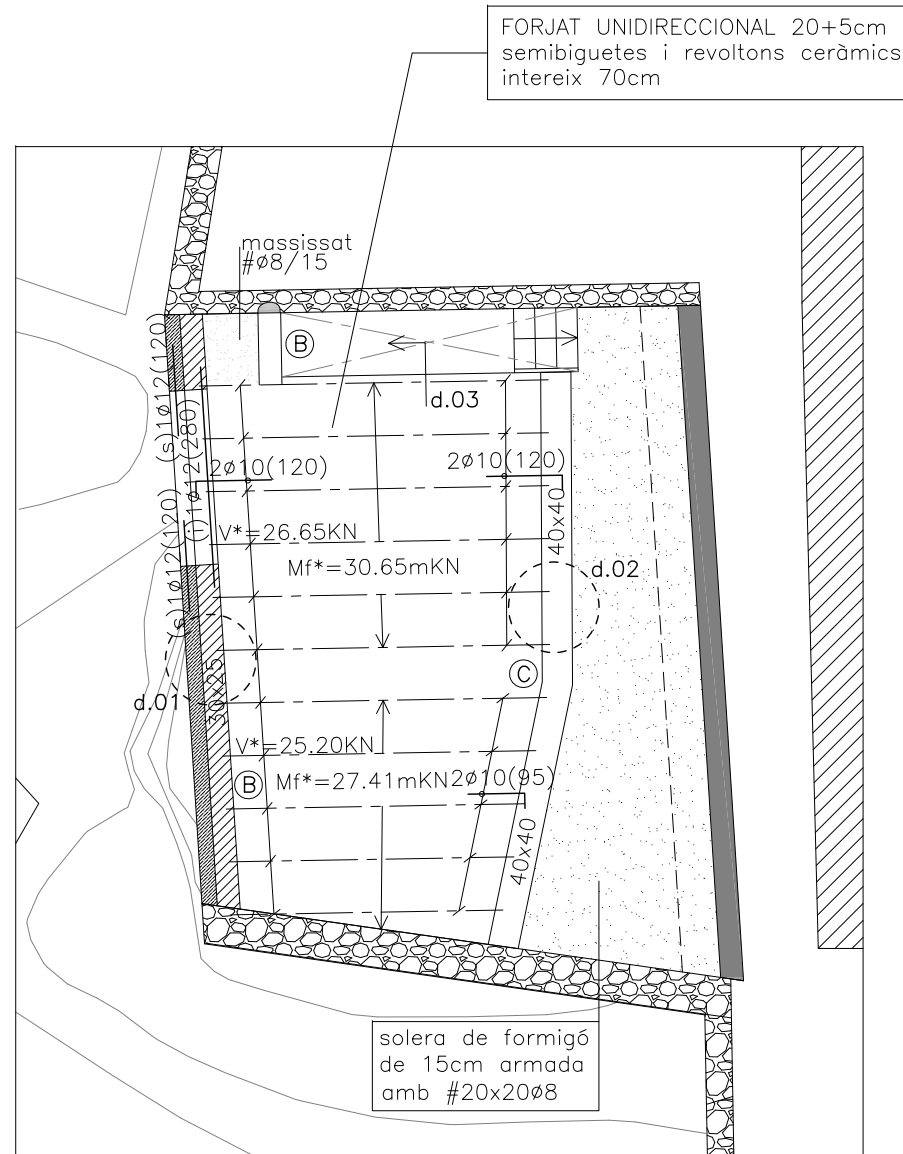 FORJAT UNIDIRECCIONAL 20+5cm
semibiguetes i revoltons ceràmics
intereix 70cm
massissat
#ø8/15
B
d.03
(s)1ø12(120)
(i)1ø12(280)
(s)1ø12(120)
2ø10(120)
2ø10(120)
40x40
V*=26.65KN
Mf*=30.65mKN
d.02
C
d.01
30x25
V*=25.20KN
B
Mf*=27.41mKN
2ø10(95)
40x40
solera de formigó
de 15cm armada
amb #20x20ø8